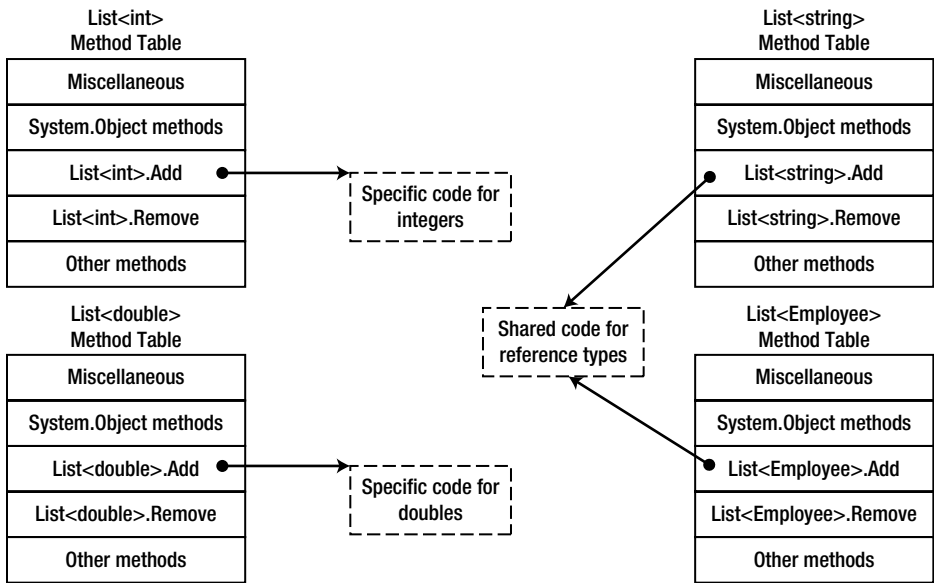 List<int>
Method Table
Miscellaneous
System.Object methods
List<int>.Add
List<int>.Remove
Other methods
Specific code for
integers
List<string>
Method Table
Miscellaneous
System.Object methods
List<string>.Add
List<string>.Remove
Other methods
Shared code for
reference types
List<double>
Method Table
Miscellaneous
System.Object methods
List<double>.Add
List<double>.Remove
Other methods
Specific code for
doubles
List<Employee>
Method Table
Miscellaneous
System.Object methods
List<Employee>.Add
List<Employee>.Remove
Other methods